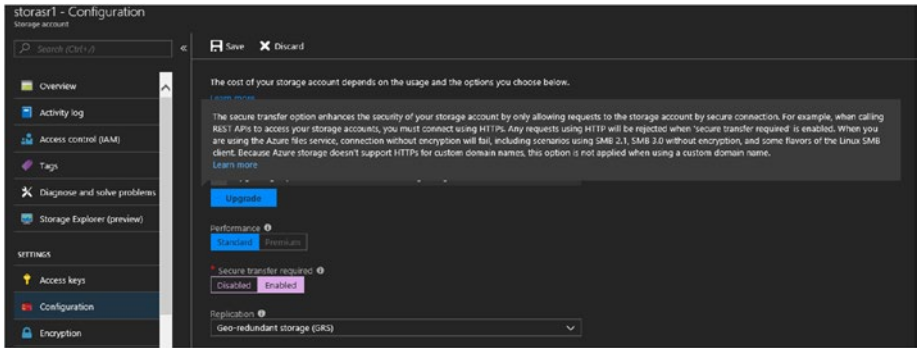 storasr1 - Configuration
Storage account
Search (Ctrl+/)
«
Save
Discard
Overview
Activity log
Access control (IAM)
Tags
Diagnose and solve problems
Storage Explorer (preview)
SETTINGS
Access keys
Configuration
Encryption
The cost of your storage account depends on the usage and the options you choose below.
Learn more
The secure transfer option enhances the security of your storage account by only allowing requests to the storage account by secure connection. For example, when calling
REST APIs to access your storage accounts, you must connect using HTTPs. Any requests using HTTP will be rejected when 'secure transfer required' is enabled. When you
are using the Azure files service, connection without encryption will fail, including scenarios using SMB 2.1, SMB 3.0 without encryption, and some flavors of the Linux SMB
client. Because Azure storage doesn't support HTTPs for custom domain names, this option is not applied when using a custom domain name.
Learn more
Upgrade
Performance
Standard Premium
* Secure transfer required
Disabled Enabled
Replication
Geo-redundant storage (GRS)